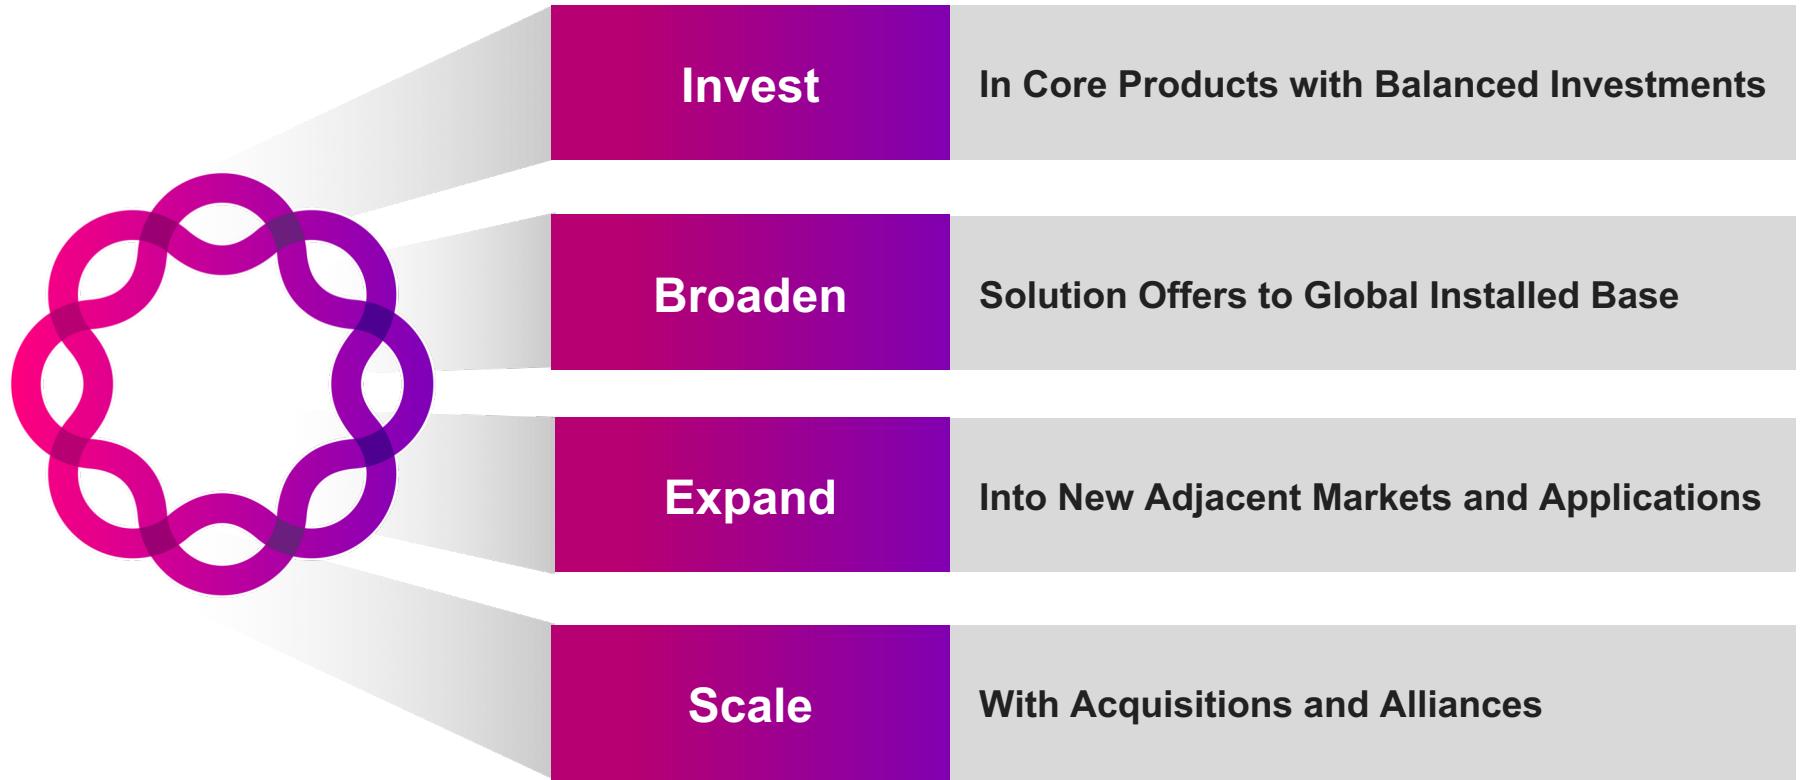 Invest
In Core Products with Balanced Investments
Broaden
Solution Offers to Global Installed Base
Expand
Into New Adjacent Markets and Applications
Scale
With Acquisitions and Alliances